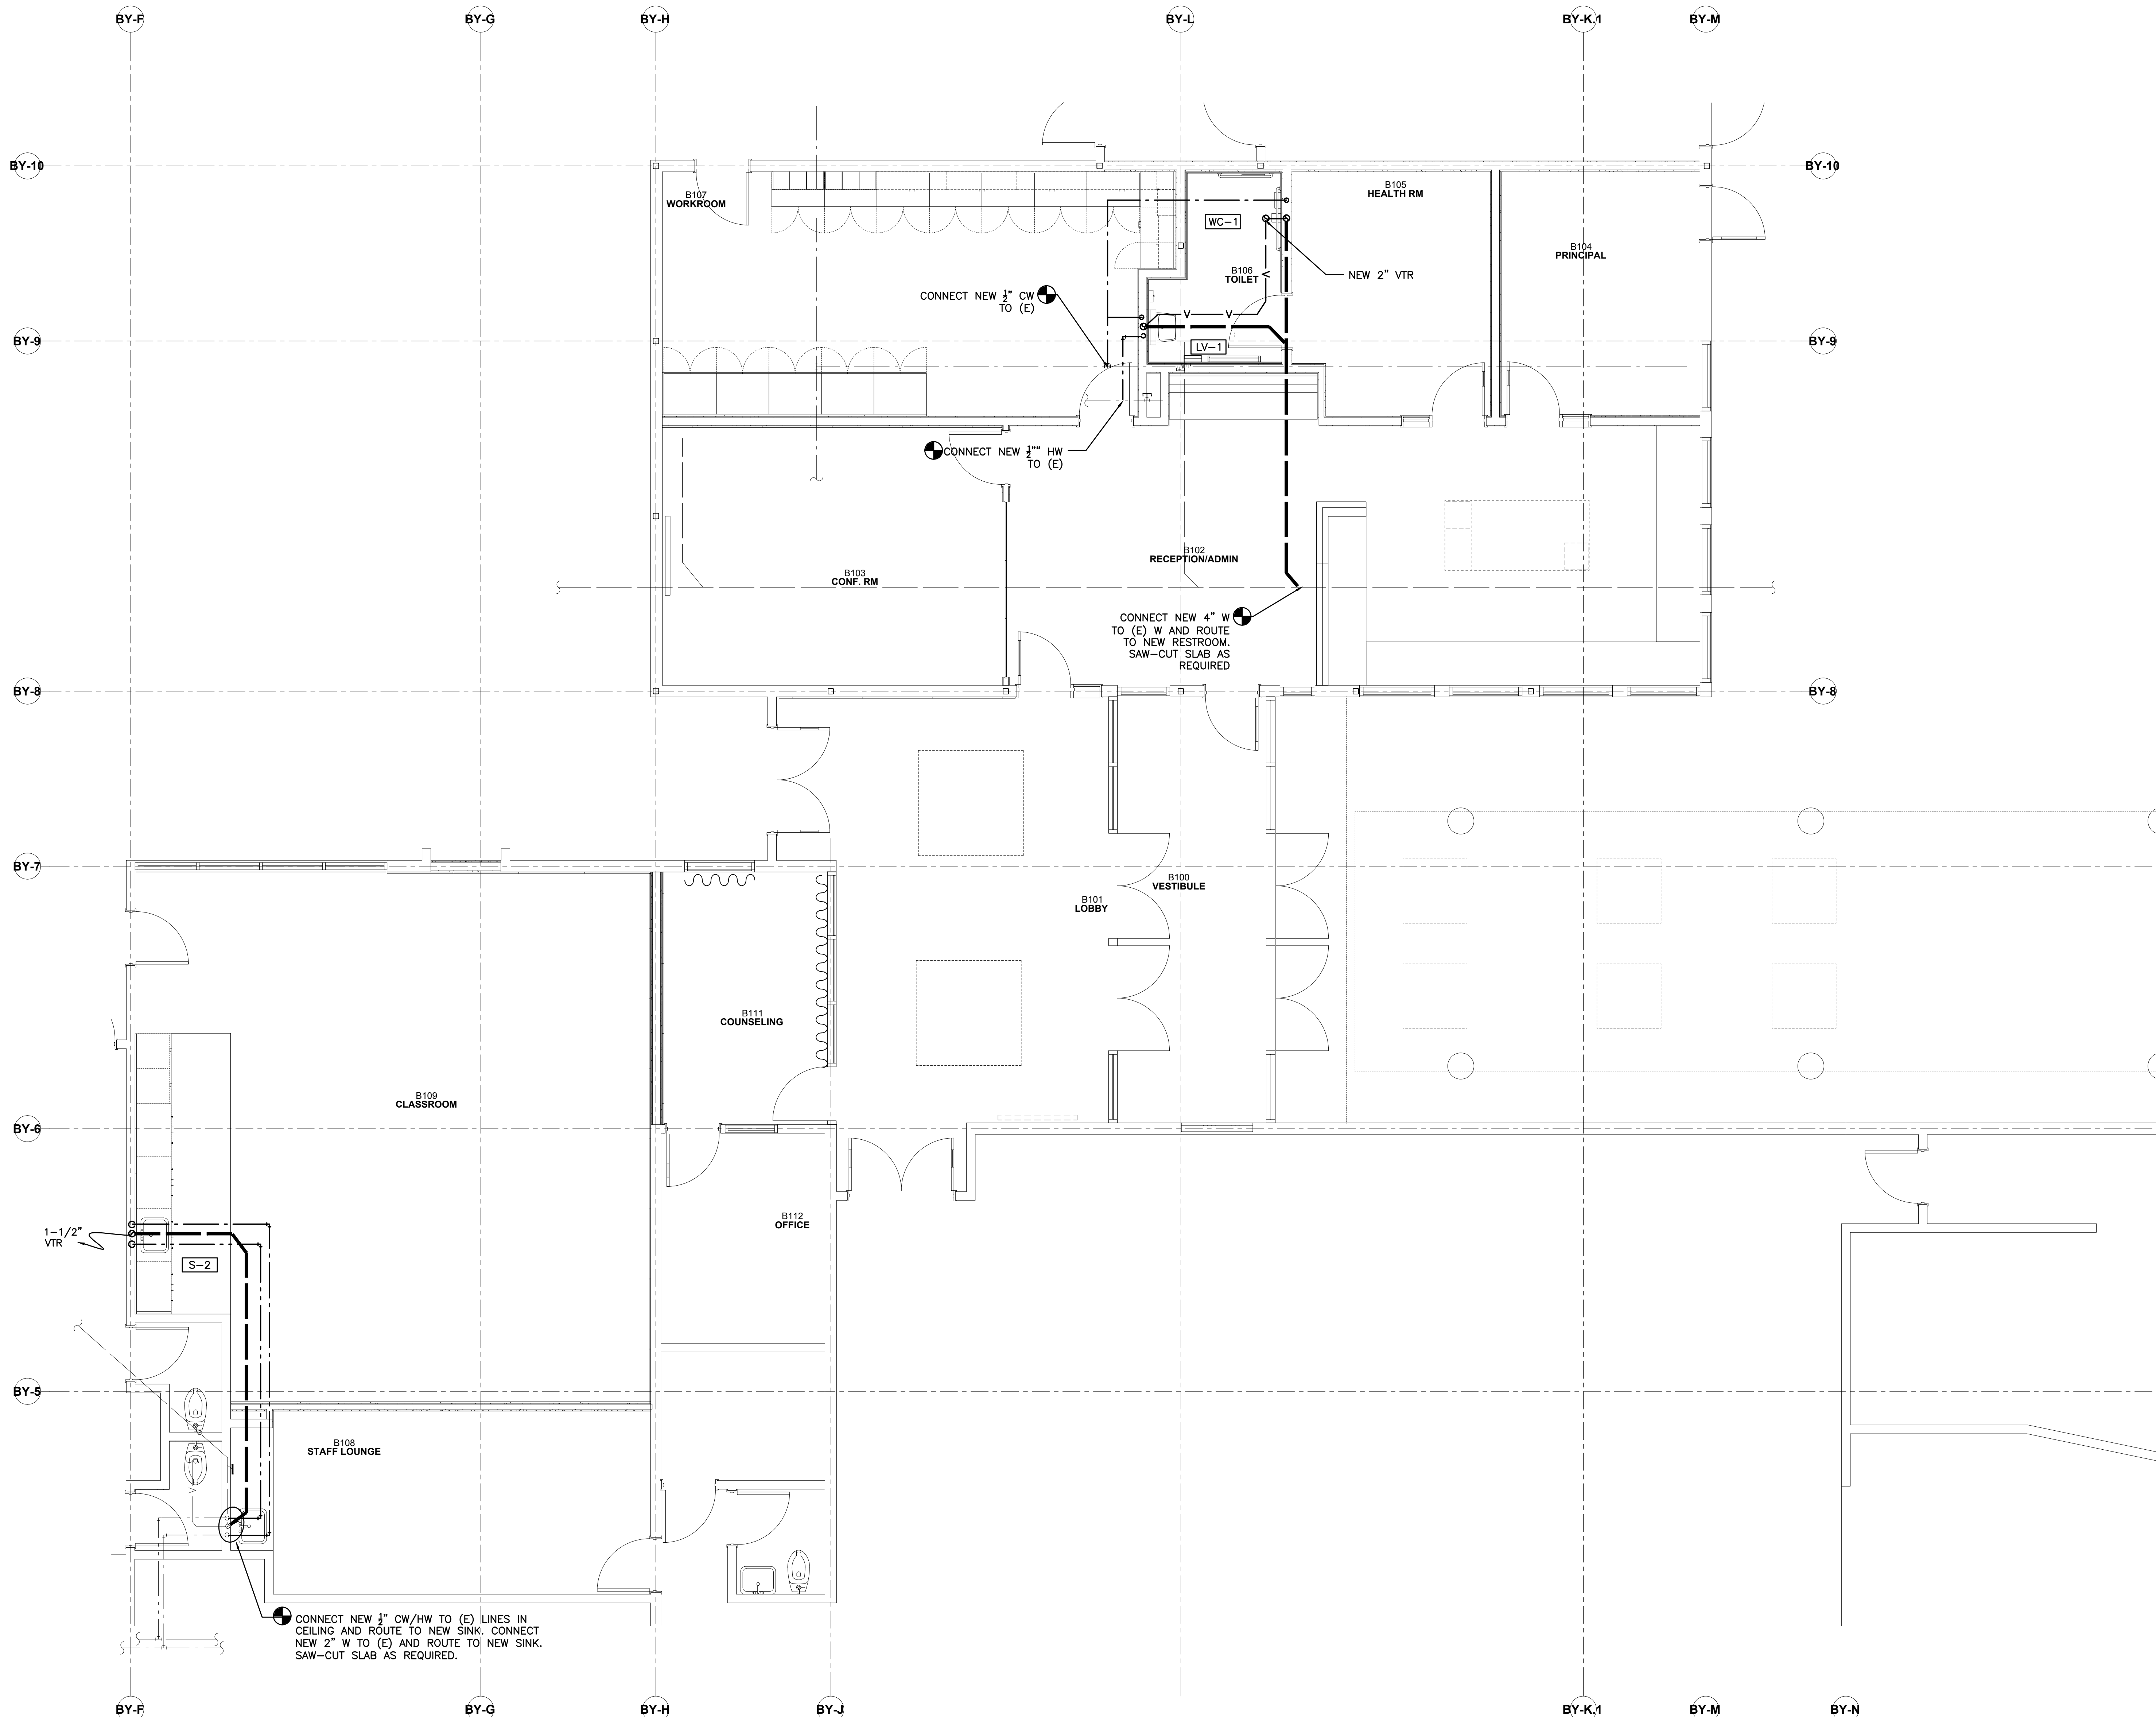 BY-F
BY-G
BY-H
BY-L
BY-K.1
BY-M
BY-10
BY-10
B107
WORKROOM
WC-1
B105
HEALTH RM
B104
PRINCIPAL
B106
TOILET
V
NEW 2" VTR
CONNECT NEW ½" CW
TO (E)
V V
LV-1
BY-9
BY-9
CONNECT NEW ½"" HW
TO (E)
B103
CONF. RM
B102
RECEPTION/ADMIN
CONNECT NEW 4" W
TO (E) W AND ROUTE
TO NEW RESTROOM.
SAW-CUT SLAB AS
REQUIRED
BY-8
BY-8
BY-7
B100
VESTIBULE
B101
LOBBY
B111
COUNSELING
B109
CLASSROOM
BY-6
B112
OFFICE
1-1/2"
VTR
S-2
BY-5
B108
STAFF LOUNGE
V
CONNECT NEW ½" CW/HW TO (E) LINES IN
CEILING AND ROUTE TO NEW SINK. CONNECT
NEW 2" W TO (E) AND ROUTE TO NEW SINK.
SAW-CUT SLAB AS REQUIRED.
BY-F
BY-G
BY-H
BY-J
BY-K.1
BY-M
BY-N